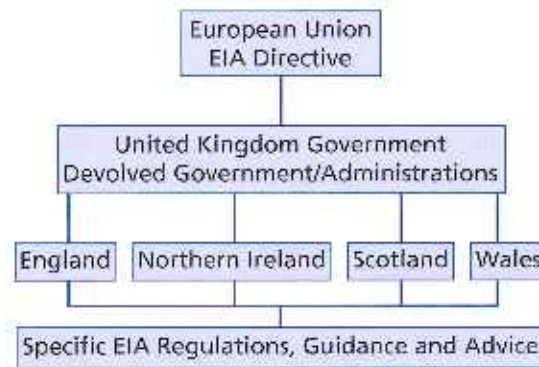 European Union
EIA Directive
United Kingdom Government
Devolved Government/Administrations
England Northern Ireland Scotland Wales
Specific EIA Regulations, Guidance and Advice